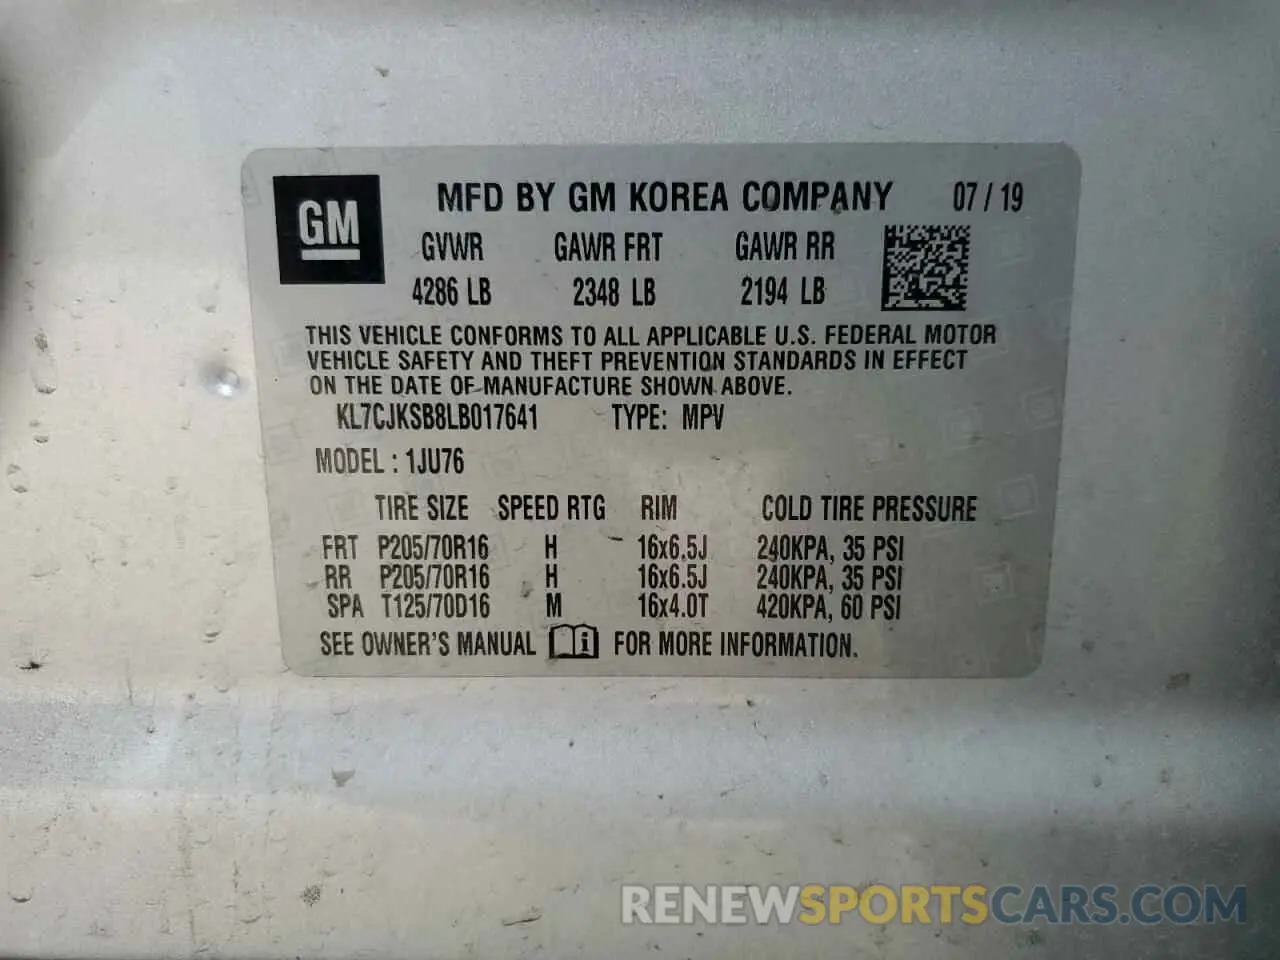 GM
MFD BY GM KOREA COMPANY 07 / 19
GVWR GAWR FRT GAWR RR
4286 LB 2348 LB 2194 LB
THIS VEHICLE CONFORMS TO ALL APPLICABLE U.S. FEDERAL MOTOR
VEHICLE SAFETY AND THEFT PREVENTION STANDARDS IN EFFECT
ON THE DATE OF MANUFACTURE SHOWN ABOVE.
KL7CJKSB8LB017641 TYPE: MPV
MODEL : 1JU76
TIRE SIZE SPEED RTG RIM COLD TIRE PRESSURE
FRT P205/70R16 H 16x6.5J 240KPA, 35 PSI
RR P205/70R16 H 16x6.5J 240KPA, 35 PSI
SPA T125/70D16 M 16x4.0T 420KPA, 60 PSI
SEE OWNER'S MANUAL i FOR MORE INFORMATION.
RENEWSPORTSCARS.COM